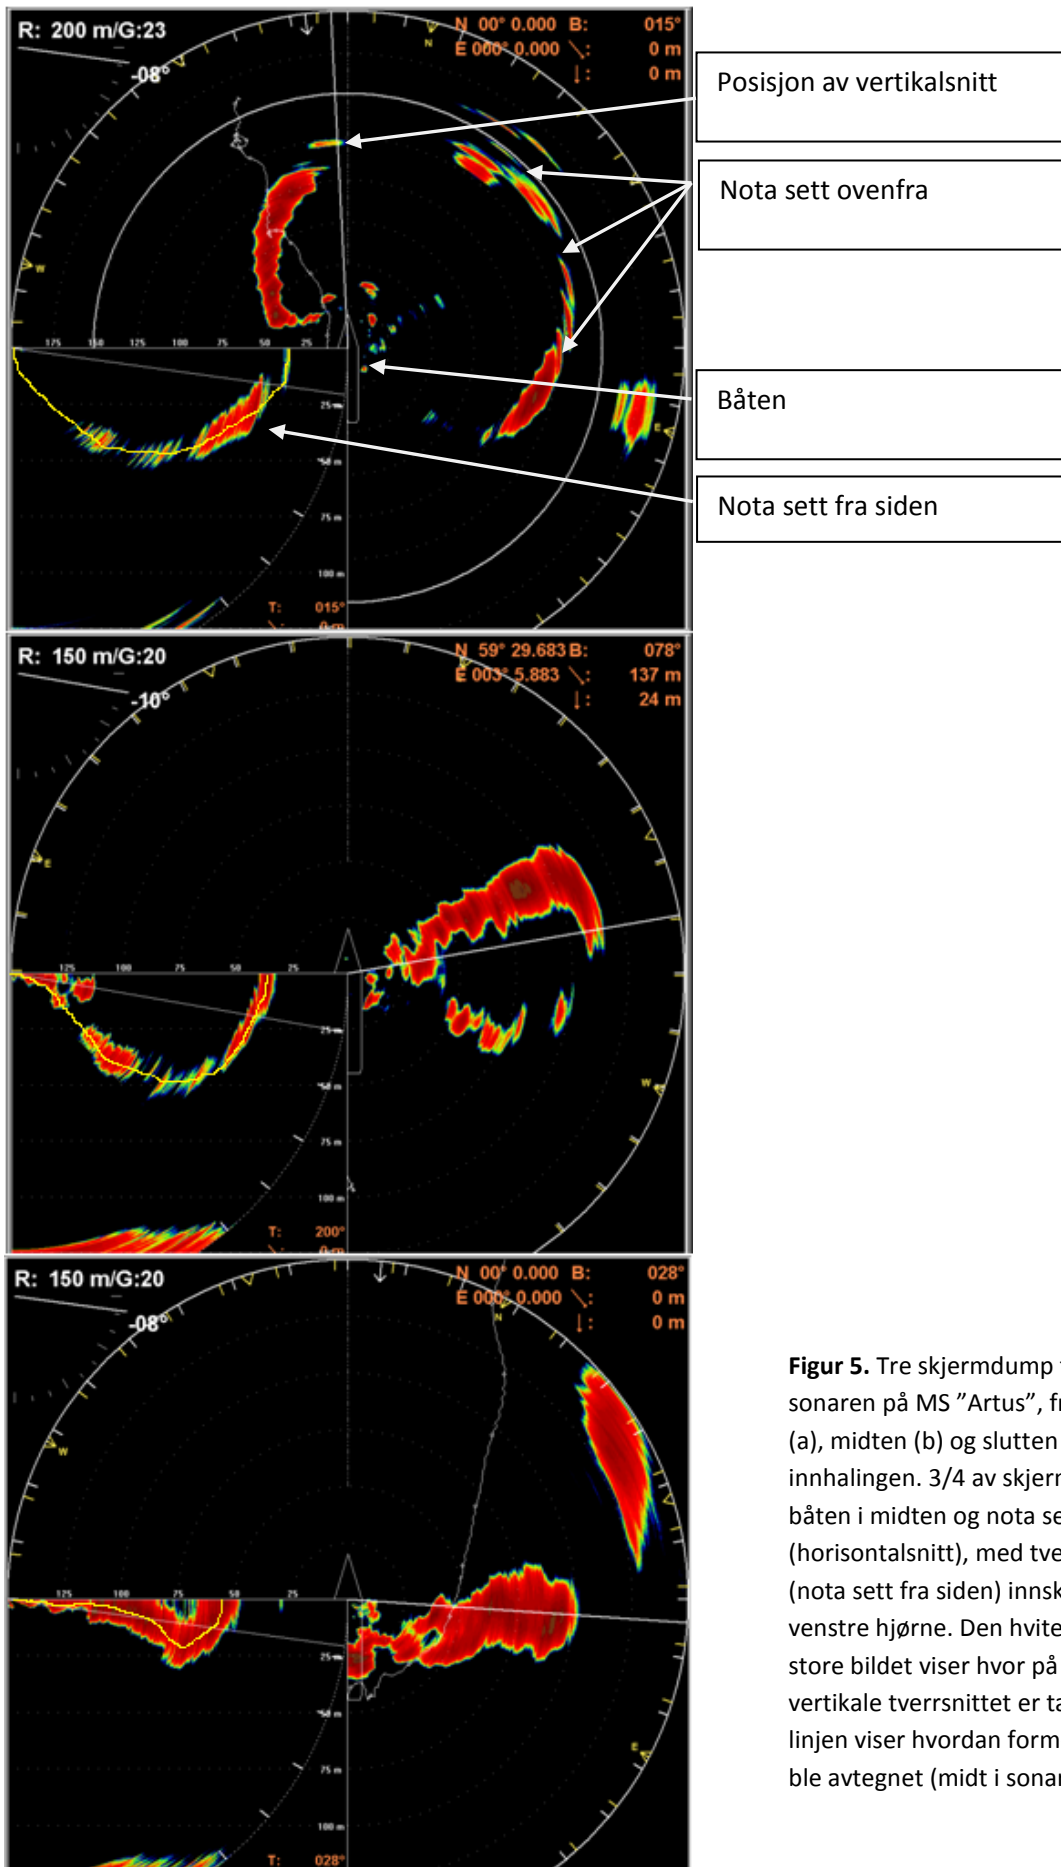 R: 200 m/G:23
-08°
N 00° 0.000 B: 015°
E 000° 0.000 0 m
↓: 0 m
N
W
E
175 125 100 75 50 25
25 m
50 m
75 m
100 m
T: 015°
Posisjon av vertikalsnitt
Nota sett ovenfra
Båten
Nota sett fra siden
R: 150 m/G:20
-10°
N 59° 29.683 B: 078°
E 003° 5.883 137 m
↓: 24 m
E
W
125 100 75 50 25
25 m
50 m
75 m
100 m
T: 200°
R: 150 m/G:20
-08°
N 00° 0.000 B: 028°
E 000° 0.000 0 m
↓: 0 m
N
W
E
125 100 75 50 25
25 m
50 m
75 m
100 m
T: 028°
Figur 5. Tre skjermdump
sonaren på MS ”Artus”, f
(a), midten (b) og slutten
innhalingen. 3/4 av skjer
båten i midten og nota se
(horisontalsnitt), med tve
(nota sett fra siden) innsk
venstre hjørne. Den hvite
store bildet viser hvor på
vertikale tverrsnittet er ta
linjen viser hvordan form
ble avtegnet (midt i sona